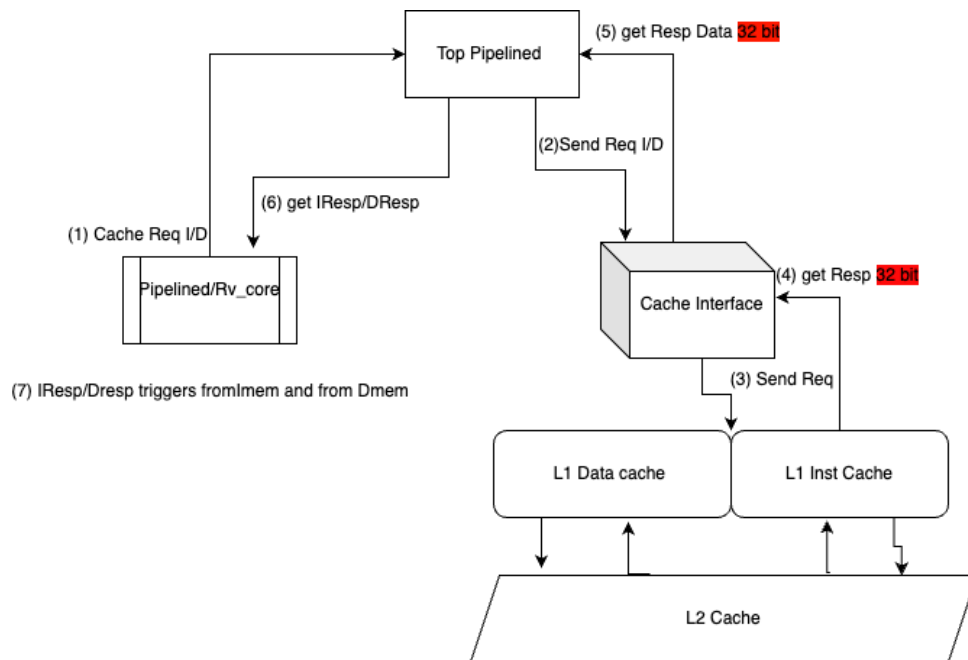 (5) get Resp Data 32 bit
Top Pipelined
(2)Send Req I/D
(6) get IResp/DResp
(1) Cache Req I/D
Pipelined/Rv_core
(4) get Resp 32 bit
Cache Interface
(7) IResp/Dresp triggers fromImem and from Dmem
(3) Send Req
L1 Data cache
L1 Inst Cache
L2 Cache